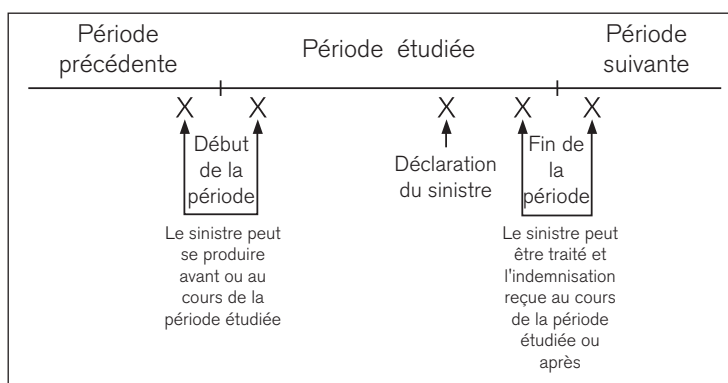 Période
précédente
Période étudiée
Période
suivante
X
X
X
X
X
Début
de la
période
Déclaration
du sinistre
Fin de
la
période
Le sinistre peut
se produire
avant ou au
cours de la
période étudiée
Le sinistre peut
être traité et
l'indemnisation
reçue au cours
de la période
étudiée ou
après